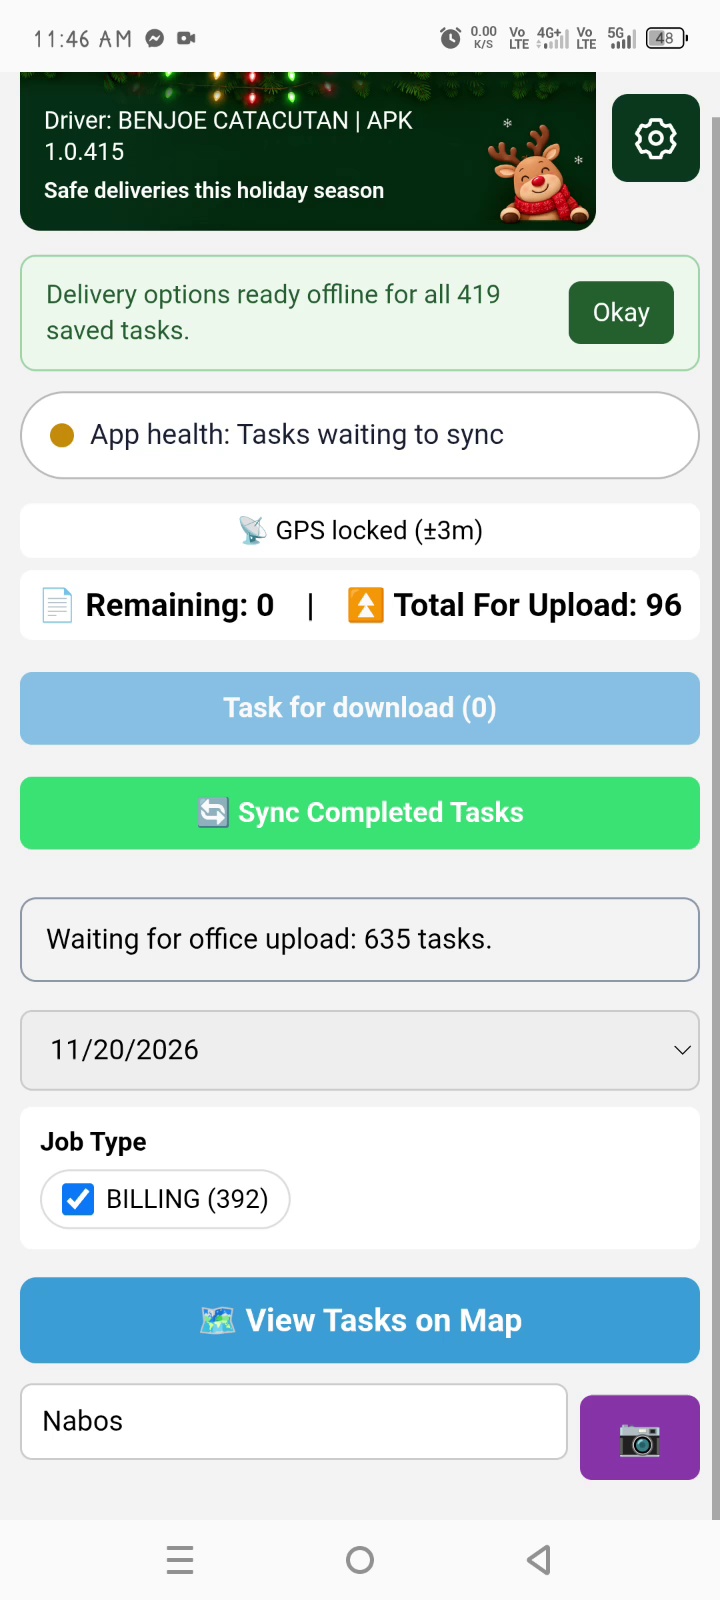 11:46 AM
0.00 K/S Vo LTE 4G+ Vo LTE 5G 48
Driver: BENJOE CATACUTAN | APK
1.0.415
Safe deliveries this holiday season
Delivery options ready offline for all 419
saved tasks.
Okay
App health: Tasks waiting to sync
GPS locked (±3m)
Remaining: 0 | Total For Upload: 96
Task for download (0)
Sync Completed Tasks
Waiting for office upload: 635 tasks.
11/20/2026
Job Type
BILLING (392)
View Tasks on Map
Nabos